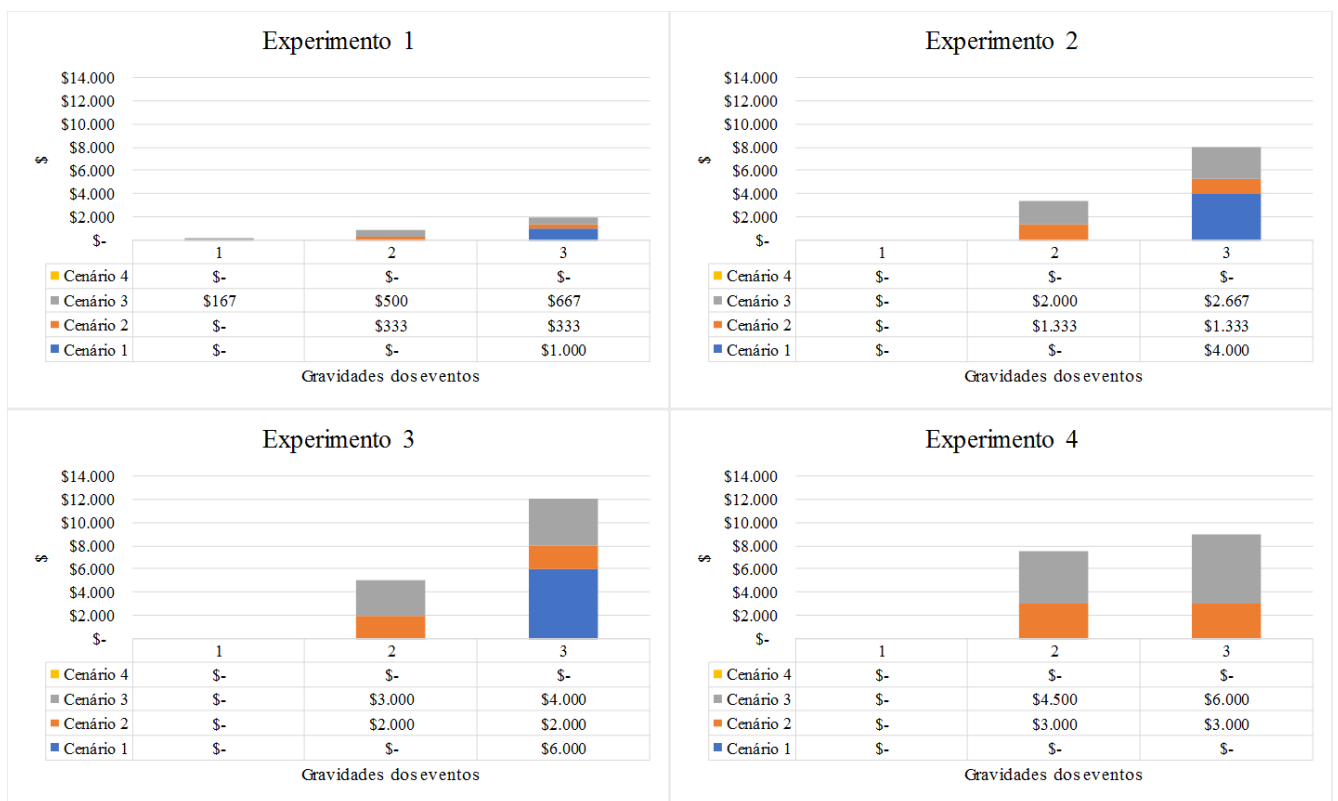 Experimento 1
$14.000
$12.000
$10.000
$8.000
$6.000
$4.000
$2.000
$-
$
1 2 3
Cenário 4 $- $- $-
Cenário 3 $167 $500 $667
Cenário 2 $- $333 $333
Cenário 1 $- $- $1.000
Gravidades dos eventos
Experimento 2
$14.000
$12.000
$10.000
$8.000
$6.000
$4.000
$2.000
$-
$
1 2 3
Cenário 4 $- $- $-
Cenário 3 $- $2.000 $2.667
Cenário 2 $- $1.333 $1.333
Cenário 1 $- $- $4.000
Gravidades dos eventos
Experimento 3
$14.000
$12.000
$10.000
$8.000
$6.000
$4.000
$2.000
$-
$
1 2 3
Cenário 4 $- $- $-
Cenário 3 $- $3.000 $4.000
Cenário 2 $- $2.000 $2.000
Cenário 1 $- $- $6.000
Gravidades dos eventos
Experimento 4
$14.000
$12.000
$10.000
$8.000
$6.000
$4.000
$2.000
$-
$
1 2 3
Cenário 4 $- $- $-
Cenário 3 $- $4.500 $6.000
Cenário 2 $- $3.000 $3.000
Cenário 1 $- $- $-
Gravidades dos eventos